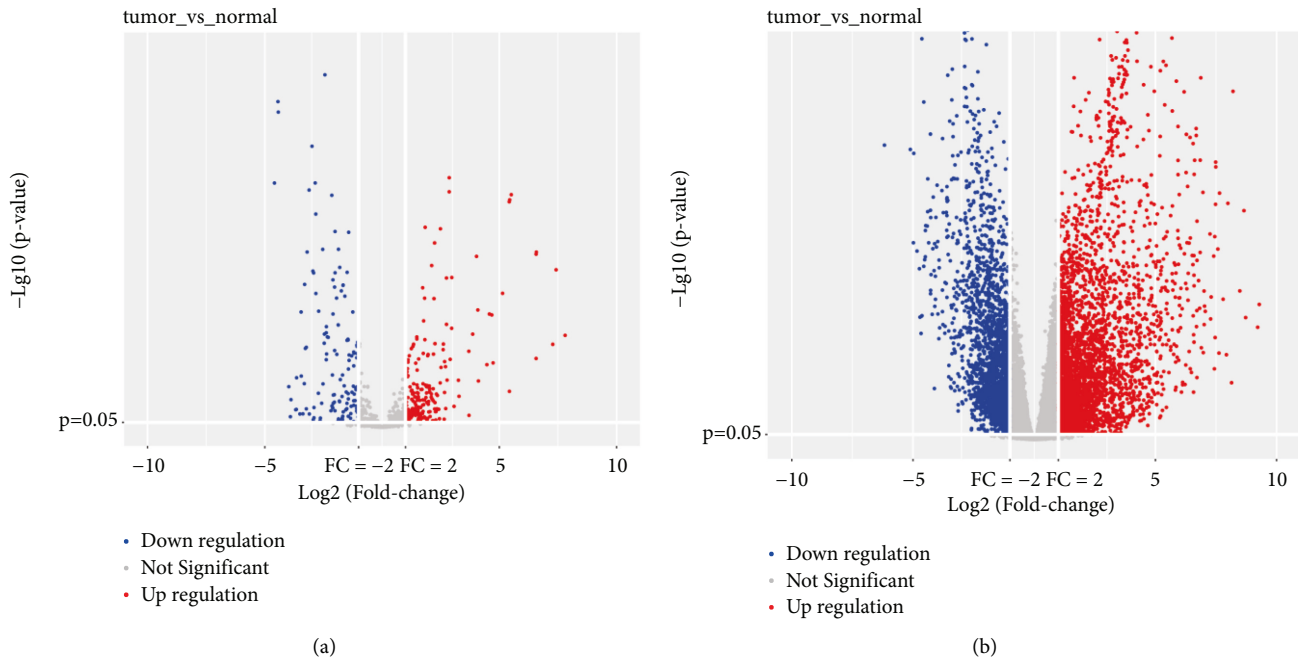 tumor_vs_normal
−Lg10 (p-value)
p=0.05
−10 −5 FC = −2 FC = 2 5 10
Log2 (Fold-change)
Down regulation
Not Significant
Up regulation
(a)
tumor_vs_normal
−Lg10 (p-value)
p=0.05
−10 −5 FC = −2 FC = 2 5 10
Log2 (Fold-change)
Down regulation
Not Significant
Up regulation
(b)